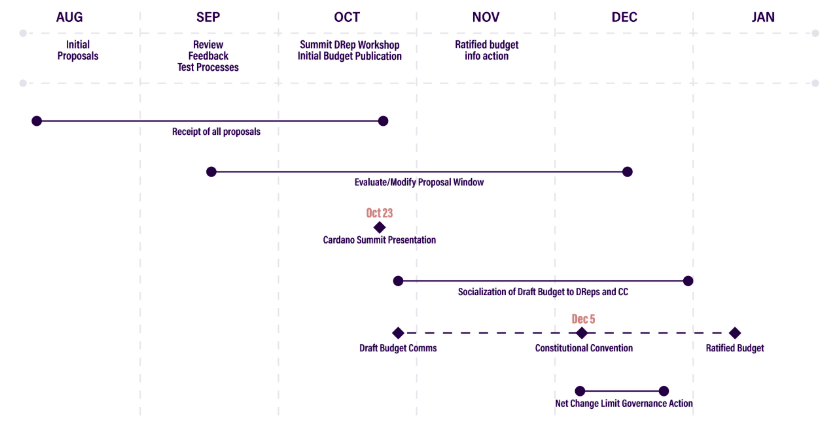 AUG SEP OCT NOV DEC JAN
Initial
Proposals
Review
Feedback
Test Processes
Summit DRep Workshop
Initial Budget Publication
Ratified budget
info action
Receipt of all proposals
Evaluate/Modify Proposal Window
Oct 23
Cardano Summit Presentation
Socialization of Draft Budget to DReps and CC
Dec 5
Draft Budget Comms
Constitutional Convention
Ratified Budget
Net Change Limit Governance Action